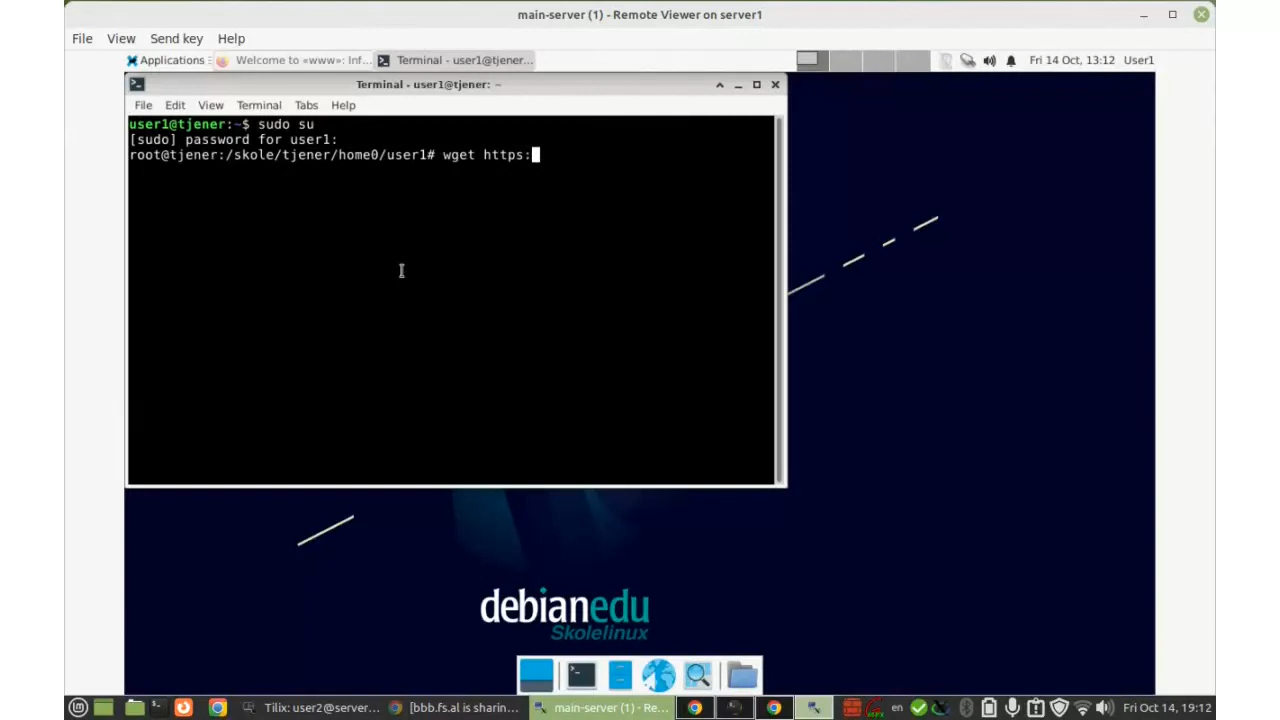 main-server (1) - Remote Viewer on server1
File View Send key Help
Applications Welcome to «www»: Inf... Terminal - user1@tjener... Fri 14 Oct, 13:12 User1
Terminal - user1@tjener: ~
File Edit View Terminal Tabs Help
user1@tjener:~$ sudo su
[sudo] password for user1:
root@tjener:/skole/tjener/home0/user1# wget https:
debianedu
Skolelinux
Tilix: user2@server... [bbb.fs.al is sharin... main-server (1) - Re... en Fri Oct 14, 19:12